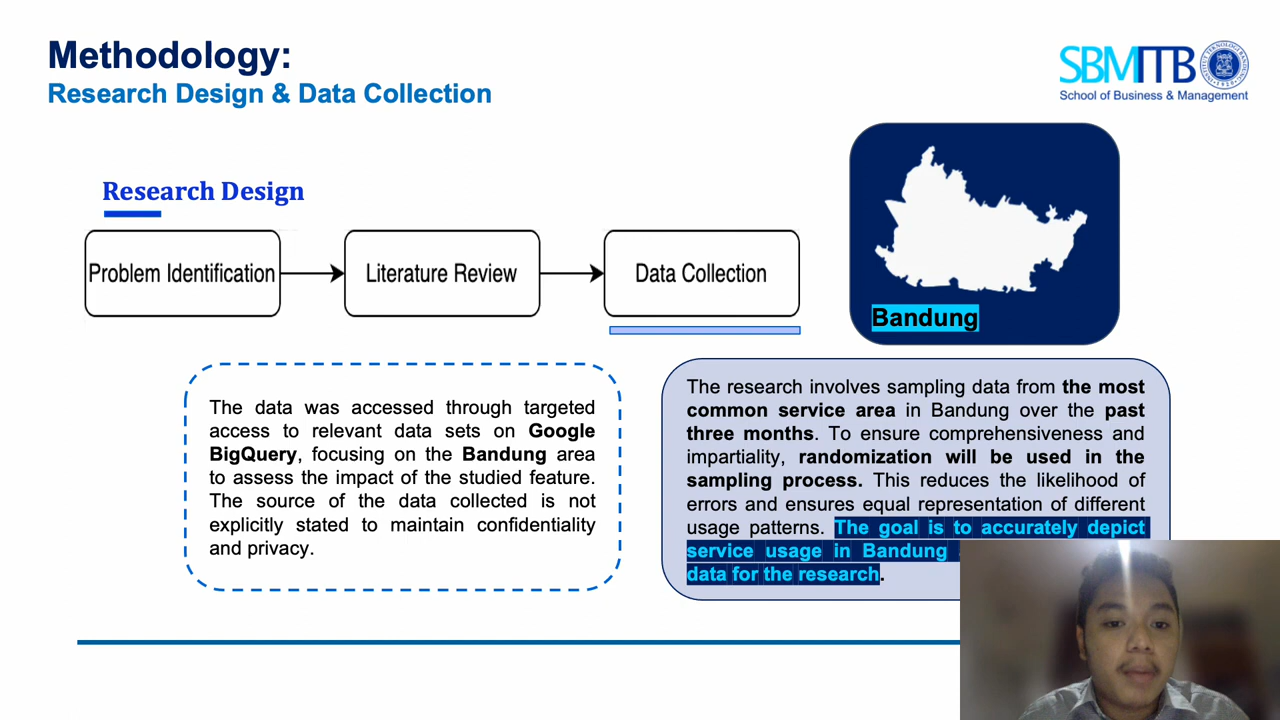 Methodology:
Research Design & Data Collection
SBMITB
School of Business & Management
Research Design
Problem Identification
Literature Review
Data Collection
Bandung
The data was accessed through targeted
access to relevant data sets on Google
BigQuery, focusing on the Bandung area
to assess the impact of the studied feature.
The source of the data collected is not
explicitly stated to maintain confidentiality
and privacy.
The research involves sampling data from the most
common service area in Bandung over the past
three months. To ensure comprehensiveness and
impartiality, randomization will be used in the
sampling process. This reduces the likelihood of
errors and ensures equal representation of different
usage patterns. The goal is to accurately depict
service usage in Bandung
data for the research.